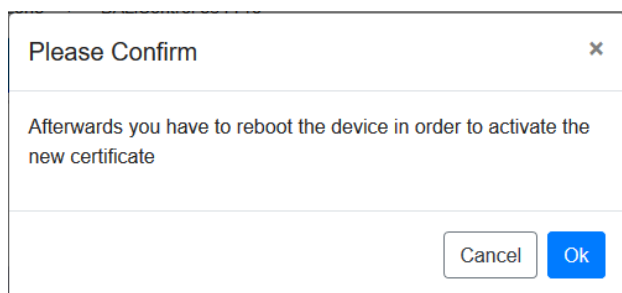 Please Confirm
×
Afterwards you have to reboot the device in order to activate the
new certificate
Cancel Ok